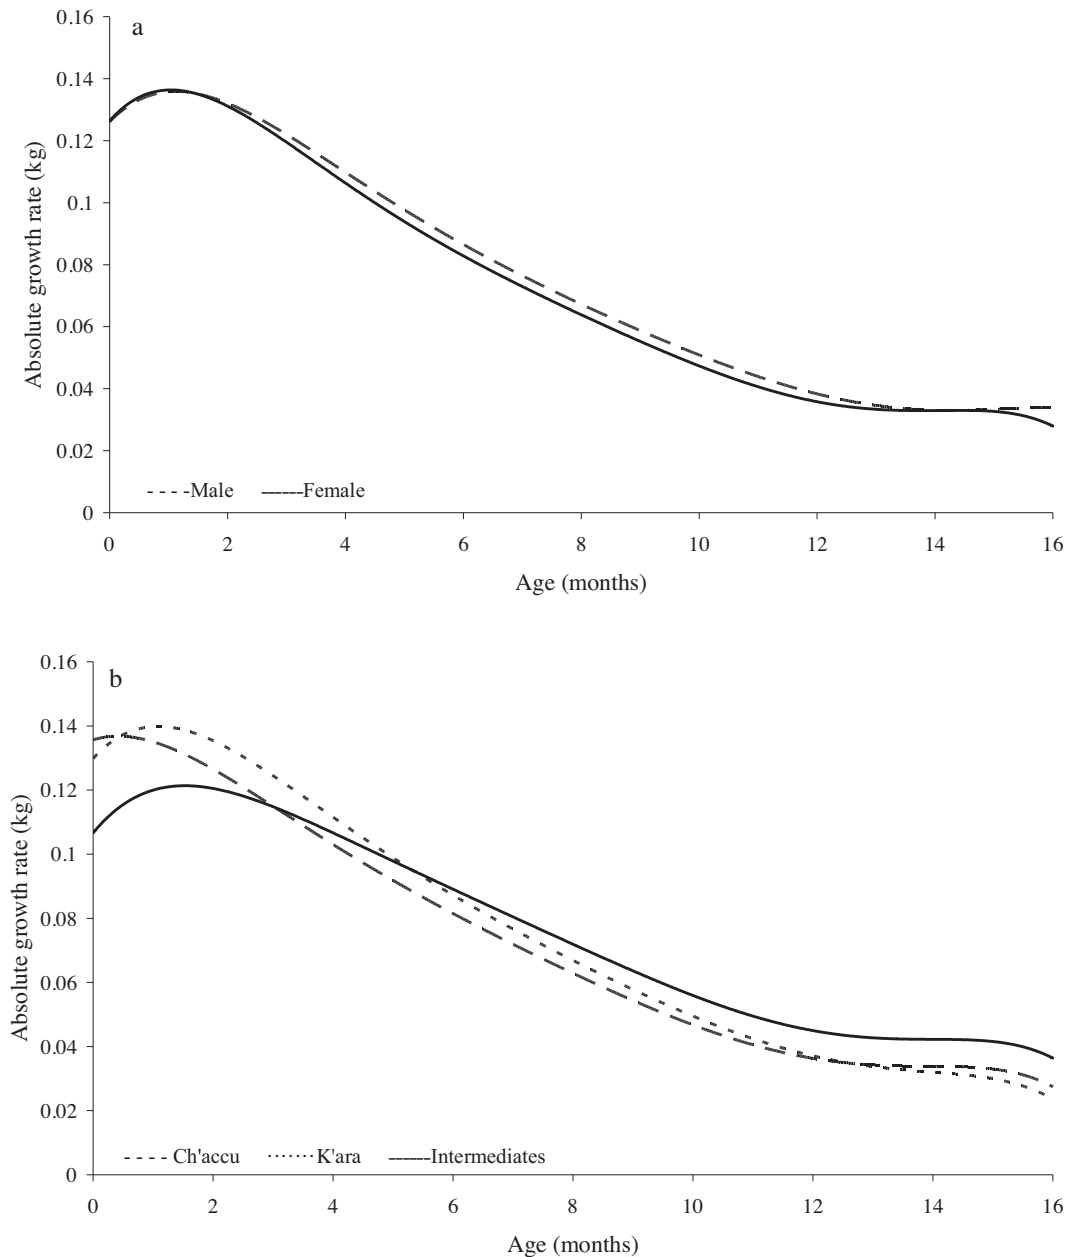 a
Absolute growth rate (kg)
0.16
0.14
0.12
0.1
0.08
0.06
0.04
0.02
0
Male Female
0 2 4 6 8 10 12 14 16
Age (months)
b
Absolute growth rate (kg)
0.16
0.14
0.12
0.1
0.08
0.06
0.04
0.02
0
Ch'accu K'ara Intermediates
0 2 4 6 8 10 12 14 16
Age (months)